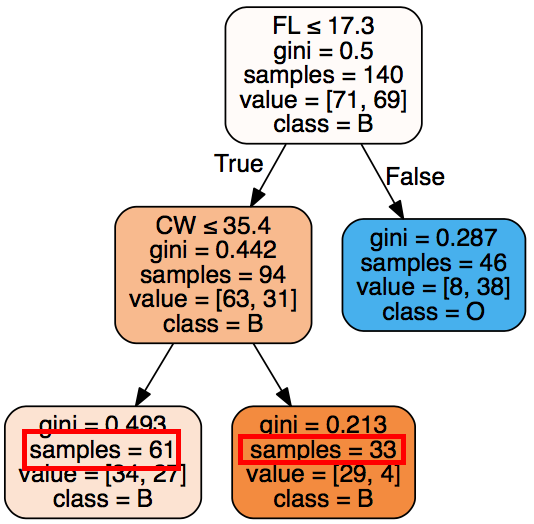 FL ≤ 17.3
gini = 0.5
samples = 140
value = [71, 69]
class = B
True
False
CW ≤ 35.4
gini = 0.442
samples = 94
value = [63, 31]
class = B
gini = 0.287
samples = 46
value = [8, 38]
class = O
gini = 0.493
samples = 61
value = [34, 27]
class = B
gini = 0.213
samples = 33
value = [29, 4]
class = B